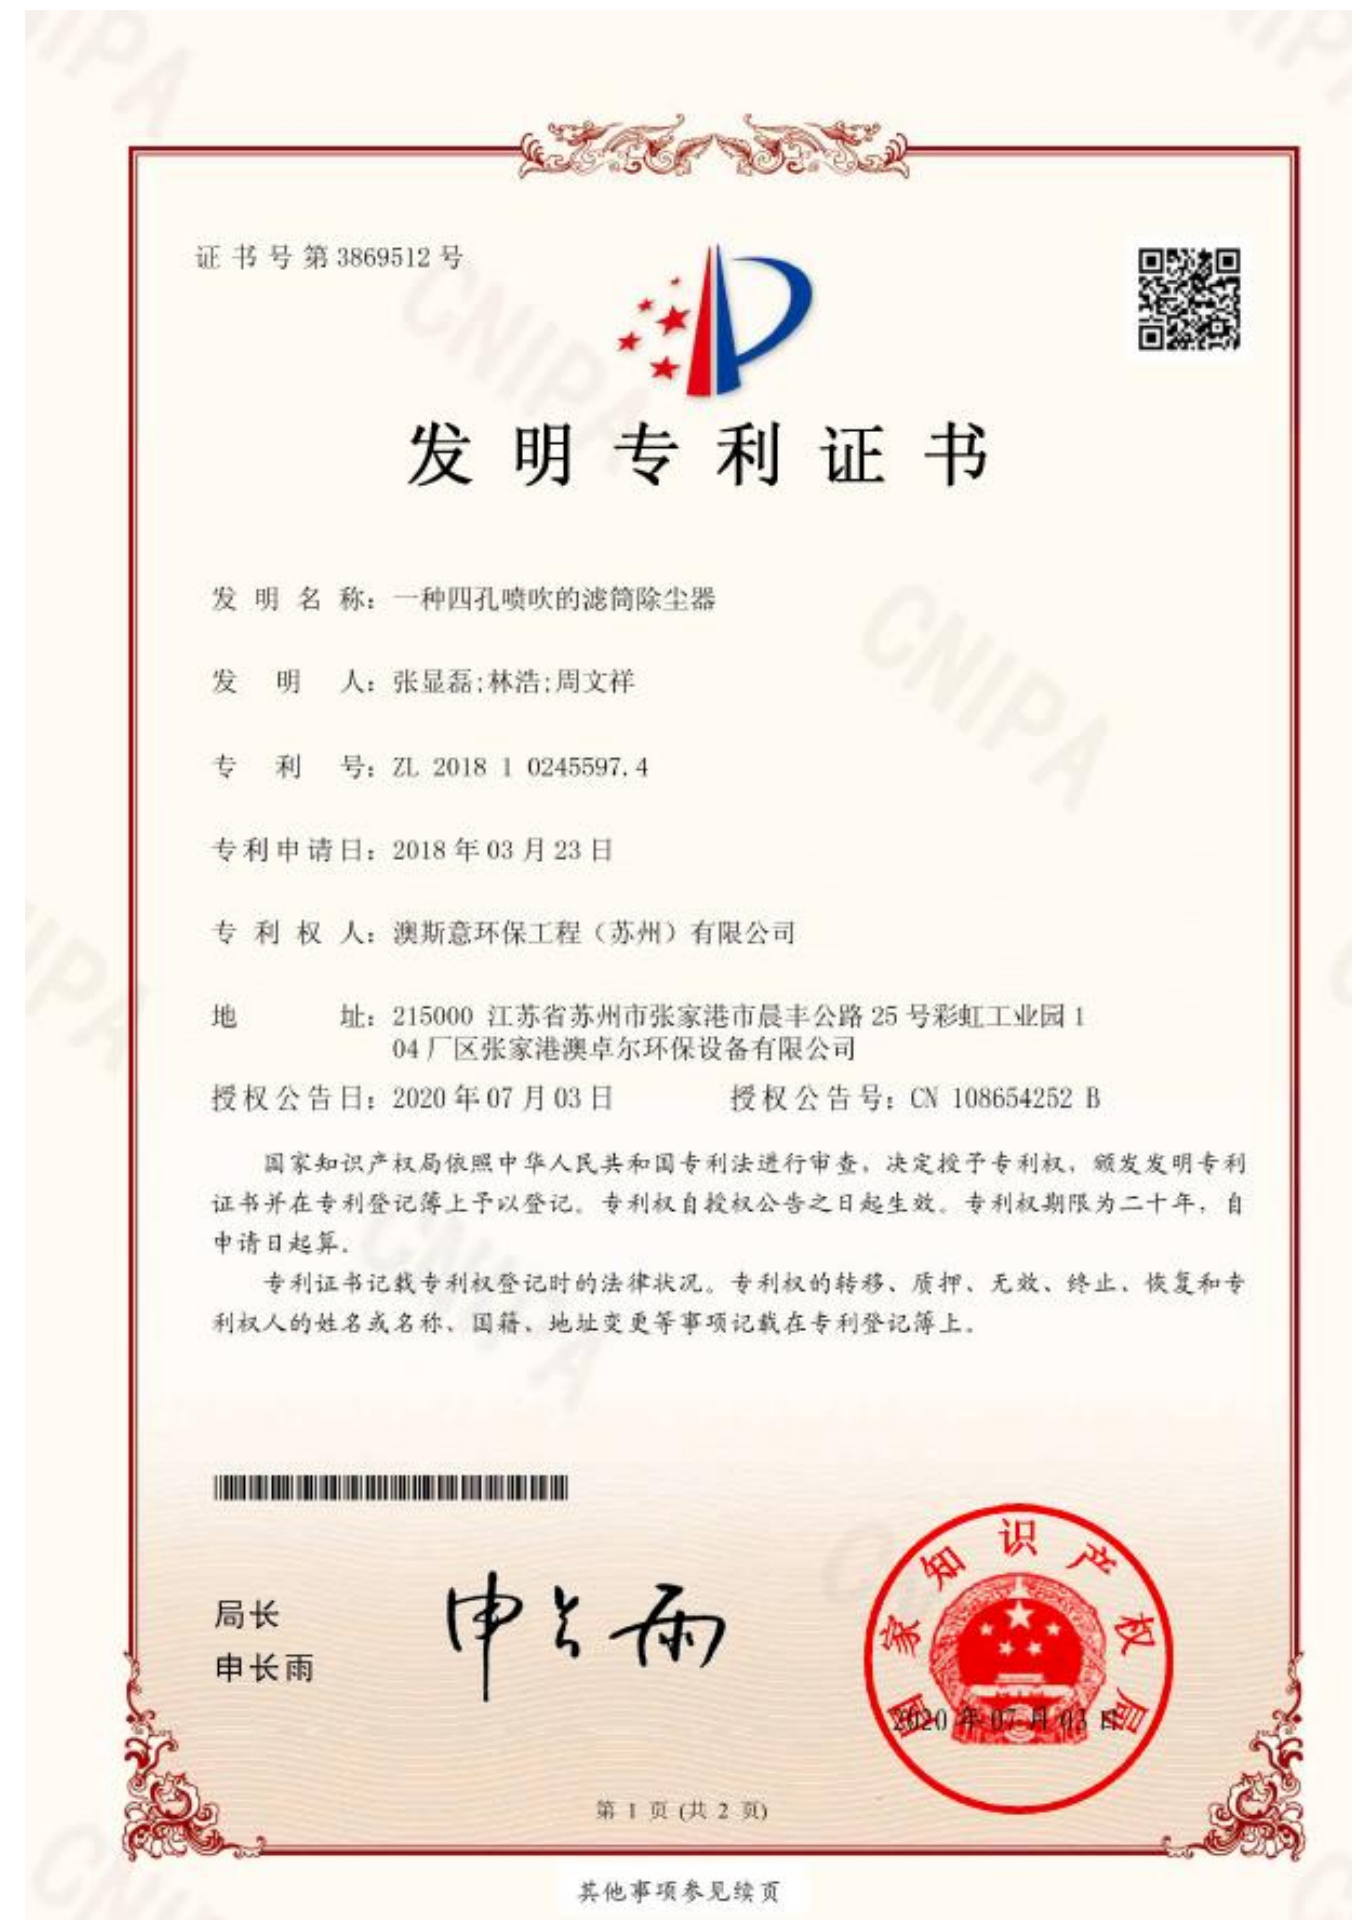 证书号第3869512号
发明专利证书
发明名称：一种四孔喷吹的滤筒除尘器
发明人：张显磊;林浩;周文祥
专利号：ZL 2018 1 0245597.4
专利申请日：2018年03月23日
专利权人：澳斯意环保工程（苏州）有限公司
地址：215000 江苏省苏州市张家港市晨丰公路25号彩虹工业园1
04厂区张家港澳卓尔环保设备有限公司
授权公告日：2020年07月03日 授权公告号：CN 108654252 B
国家知识产权局依照中华人民共和国专利法进行审查，决定授予专利权，颁发发明专利
证书并在专利登记簿上予以登记。专利权自授权公告之日起生效。专利权期限为二十年，自
申请日起算。
专利证书记载专利权登记时的法律状况。专利权的转移、质押、无效、终止、恢复和专
利权人的姓名或名称、国籍、地址变更等事项记载在专利登记簿上。
局长
申长雨
申长雨
国家知识产权局
2020年07月03日
第 1 页 (共 2 页)
其他事项参见续页
CNIPA
CNIPA
CNIPA
CNIPA